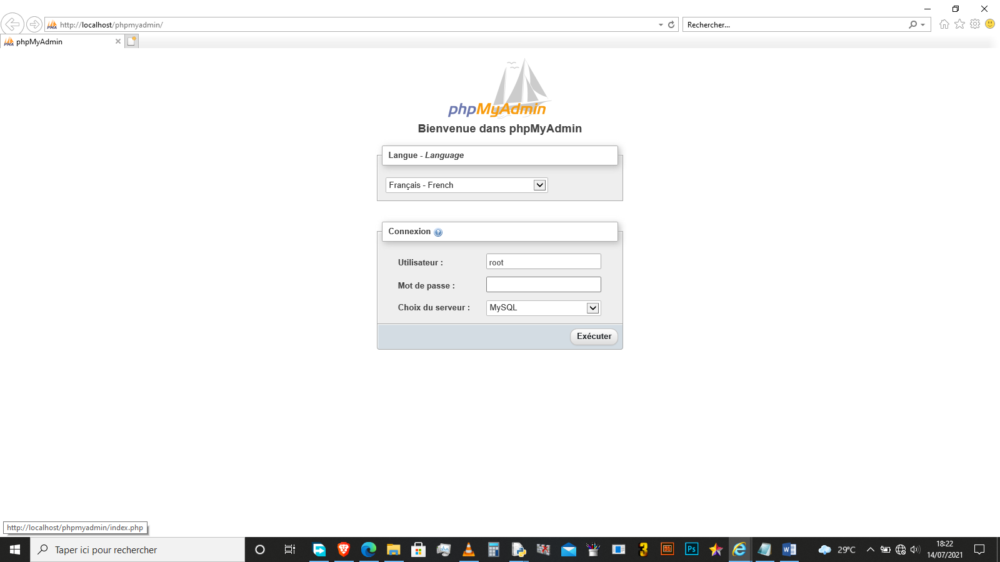 http://localhost/phpmyadmin/
Rechercher...
phpMyAdmin
phpMyAdmin
Bienvenue dans phpMyAdmin
Langue - Language
Français - French
Connexion
Utilisateur :
root
Mot de passe :
Choix du serveur :
MySQL
Exécuter
http://localhost/phpmyadmin/index.php
Taper ici pour rechercher
29°C
18:22
14/07/2021